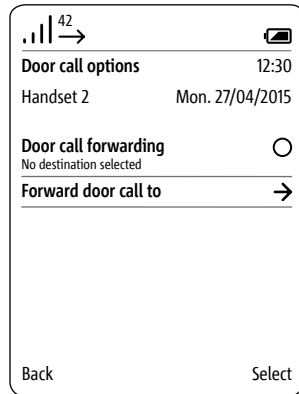 42
Door call options 12:30
Handset 2 Mon. 27/04/2015
Door call forwarding
No destination selected
Forward door call to
Back Select